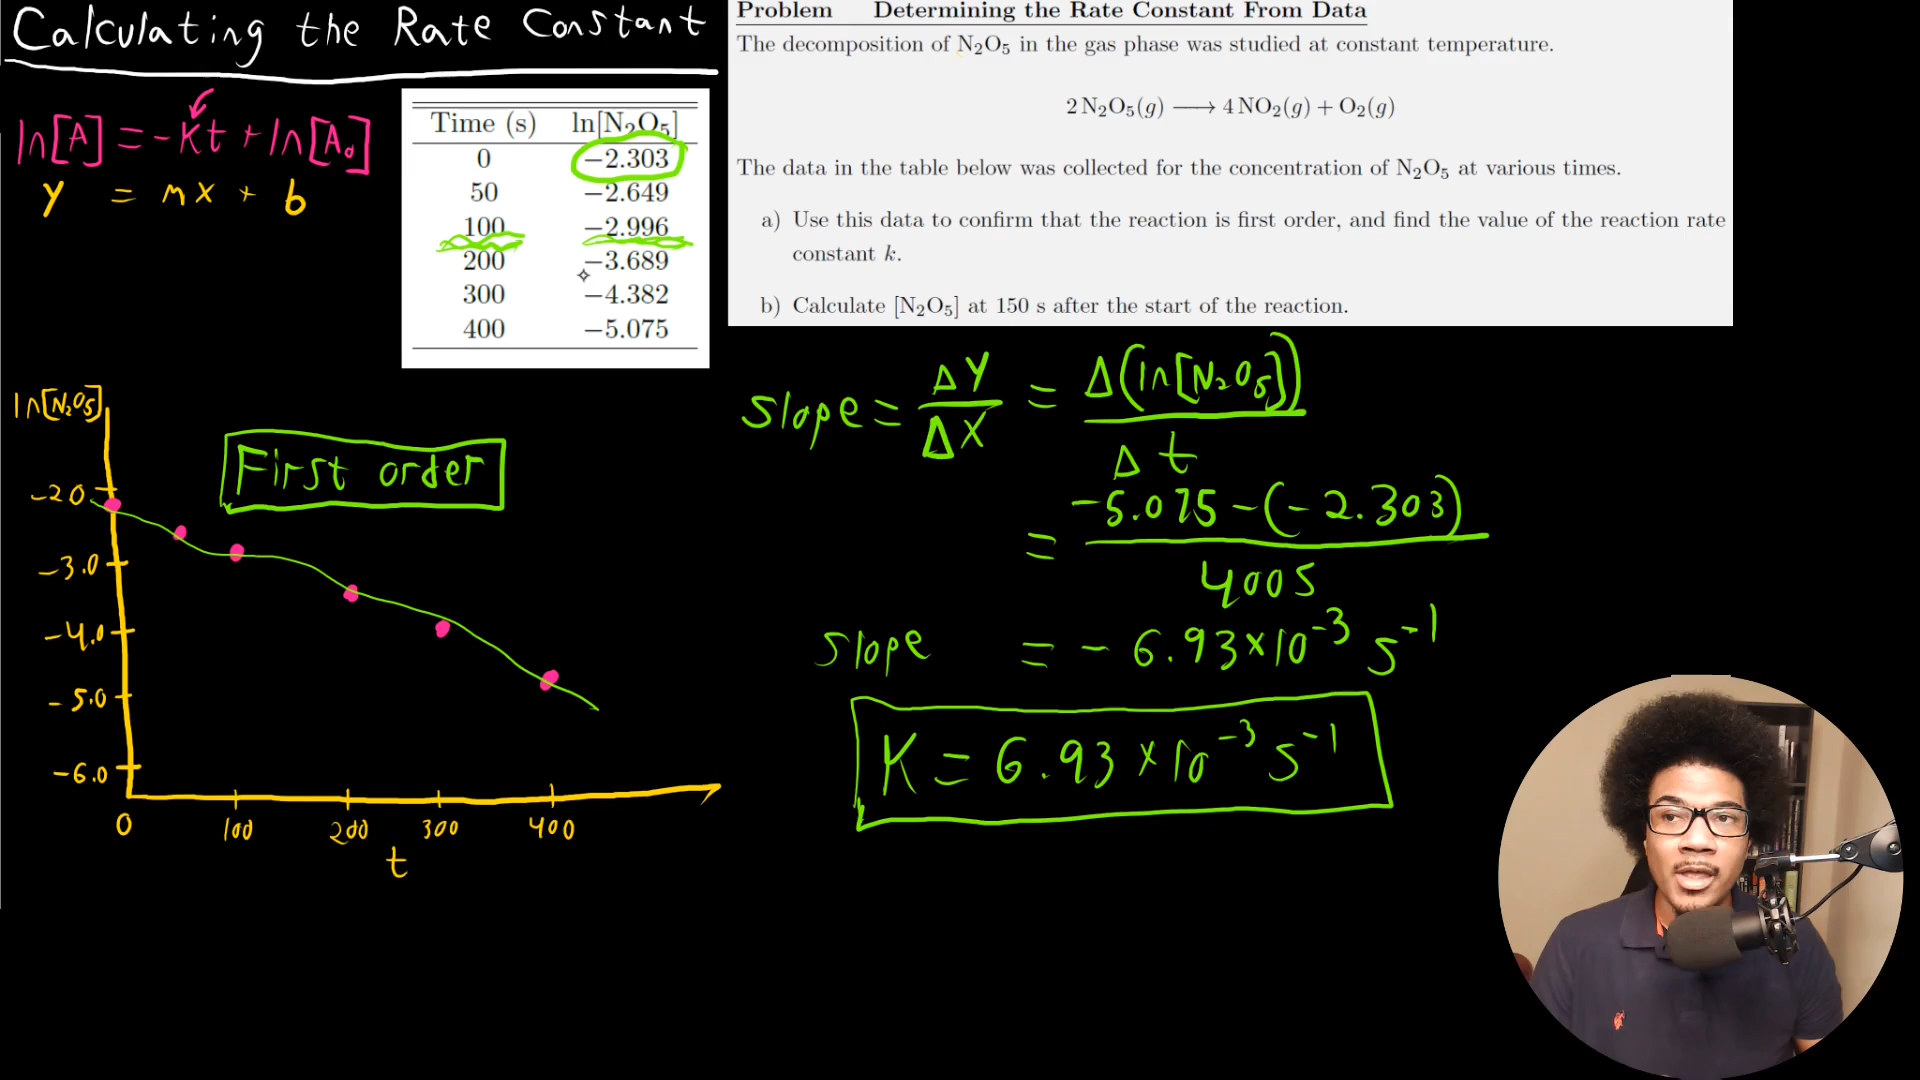 Calculating the Rate Constant
ln[A] = -Kt + ln[A₀]
y = mx + b
Time (s) ln[N₂O₅]
0 −2.303
50 −2.649
100 −2.996
200 −3.689
300 −4.382
400 −5.075
Problem Determining the Rate Constant From Data
The decomposition of N₂O₅ in the gas phase was studied at constant temperature.
2 N₂O₅(g) ⟶ 4 NO₂(g) + O₂(g)
The data in the table below was collected for the concentration of N₂O₅ at various times.
a) Use this data to confirm that the reaction is first order, and find the value of the reaction rate
constant k.
b) Calculate [N₂O₅] at 150 s after the start of the reaction.
ln[N₂O₅]
First order
-20
-3.0
-4.0
-5.0
-6.0
0 100 200 300 400
t
Slope = ΔY/ΔX = Δ(ln[N₂O₅])/Δt
= -5.075-(-2.303)/400s
Slope = - 6.93×10⁻³ s⁻¹
K = 6.93 × 10⁻³ s⁻¹